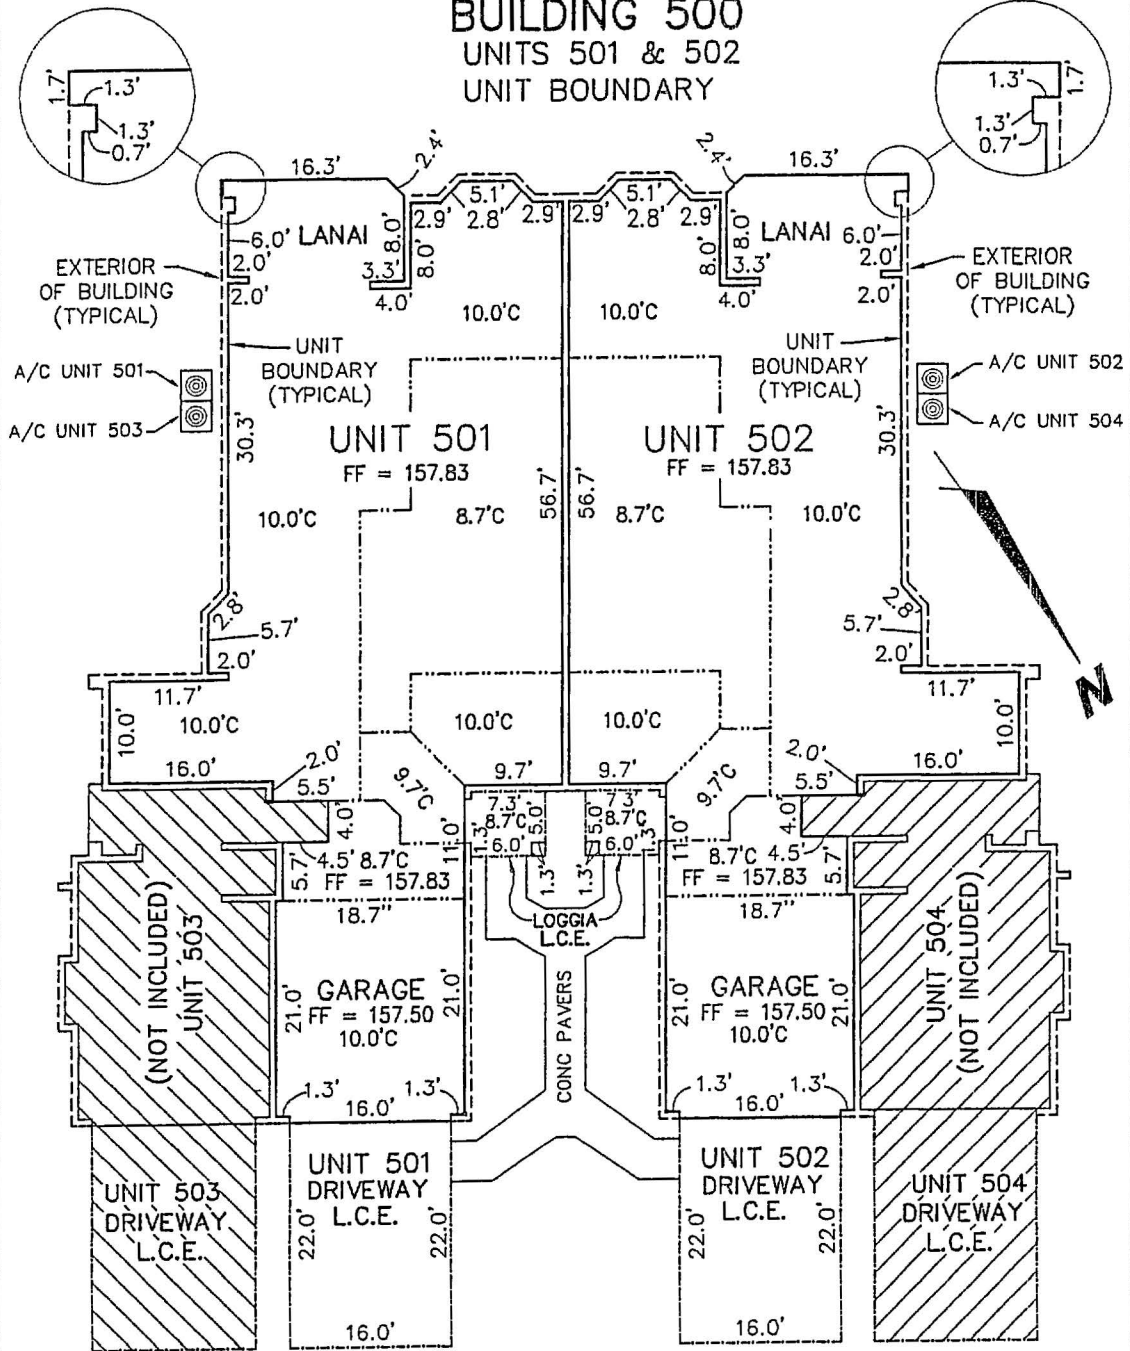 BUILDING 500
UNITS 501 & 502
UNIT BOUNDARY
1.7'
1.3'
1.3'
0.7'
1.3'
1.7'
1.3'
0.7'
16.3'
2.4'
5.1'
2.9'
2.8'
2.9'
2.9'
5.1'
2.8'
2.9'
2.4'
16.3'
6.0'
LANAI
8.0'
8.0'
2.0'
2.0'
3.3'
4.0'
8.0'
8.0'
LANAI
6.0'
2.0'
2.0'
3.3'
4.0'
EXTERIOR
OF BUILDING
(TYPICAL)
EXTERIOR
OF BUILDING
(TYPICAL)
10.0'C
10.0'C
UNIT
BOUNDARY
(TYPICAL)
UNIT
BOUNDARY
(TYPICAL)
A/C UNIT 501
A/C UNIT 503
A/C UNIT 502
A/C UNIT 504
30.3'
UNIT 501
FF = 157.83
UNIT 502
FF = 157.83
30.3'
10.0'C
8.7'C
56.7'
56.7'
8.7'C
10.0'C
2.8'
5.7'
2.0'
2.8'
5.7'
2.0'
N
11.7'
10.0'
10.0'C
16.0'
2.0'
5.5'
10.0'C
10.0'C
9.7'C
9.7'
9.7'
9.7'C
11.7'
10.0'
16.0'
2.0'
5.5'
4.0'
4.5'
5.7'
8.7'C
FF = 157.83
11.0'
7.3'
8.7'C
1.3'
6.0'
5.0'
1.3'
7.3'
8.7'C
5.0'
6.0'
1.3'
1.3'
11.0'
4.0'
8.7'C
4.5'
5.7'
FF = 157.83
LOGGIA
L.C.E.
18.7"
18.7"
UNIT 503
(NOT INCLUDED)
UNIT 504
(NOT INCLUDED)
GARAGE
FF = 157.50
10.0'C
21.0'
21.0'
GARAGE
FF = 157.50
10.0'C
21.0'
21.0'
CONC PAVERS
1.3'
1.3'
16.0'
1.3'
1.3'
16.0'
UNIT 503
DRIVEWAY
L.C.E.
UNIT 501
DRIVEWAY
L.C.E.
22.0'
22.0'
16.0'
UNIT 502
DRIVEWAY
L.C.E.
22.0'
22.0'
16.0'
UNIT 504
DRIVEWAY
L.C.E.